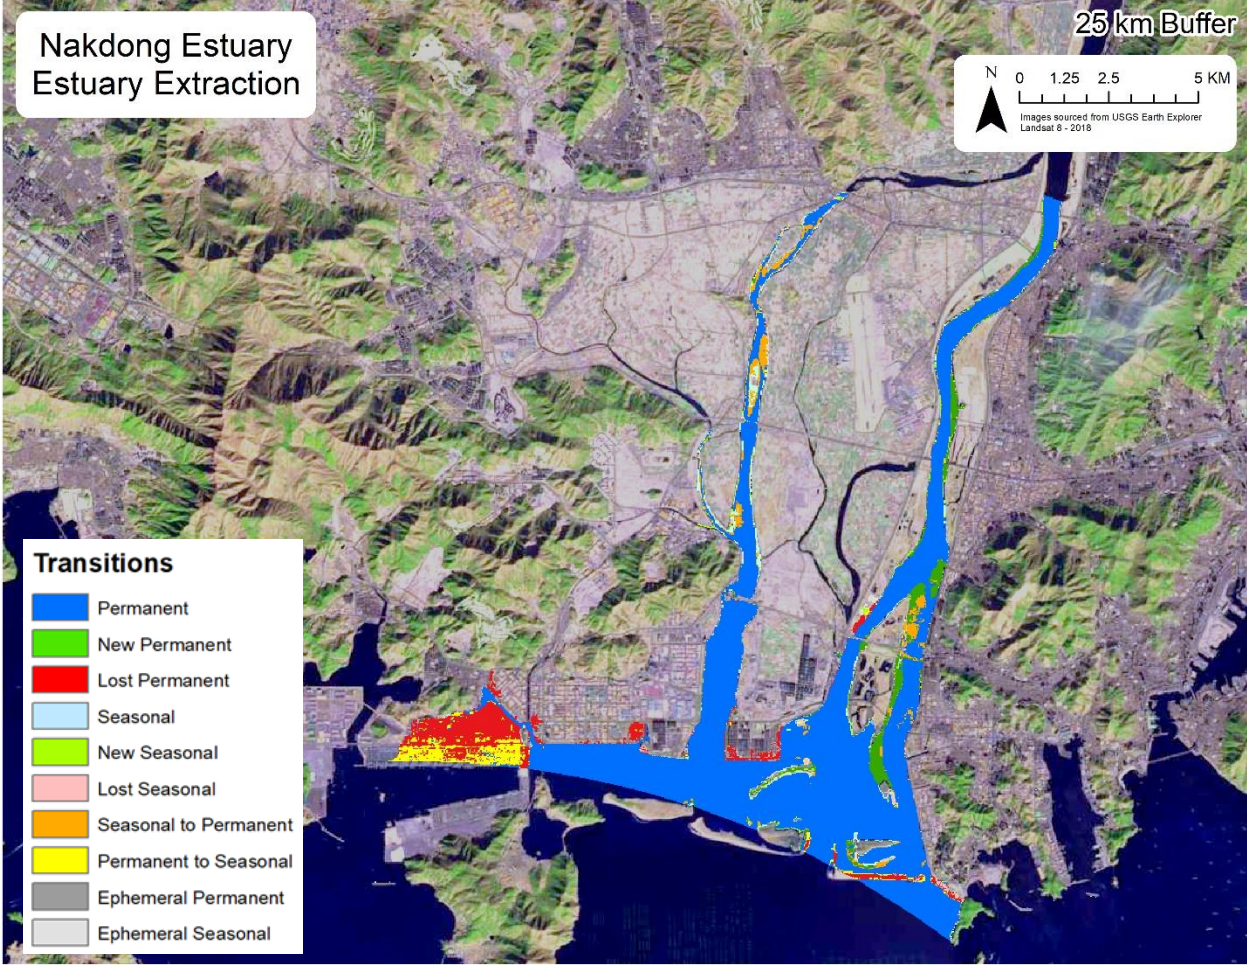 Nakdong Estuary
Estuary Extraction
25 km Buffer
N
0 1.25 2.5 5 KM
Images sourced from USGS Earth Explorer
Landsat 8 - 2018
Transitions
Permanent
New Permanent
Lost Permanent
Seasonal
New Seasonal
Lost Seasonal
Seasonal to Permanent
Permanent to Seasonal
Ephemeral Permanent
Ephemeral Seasonal